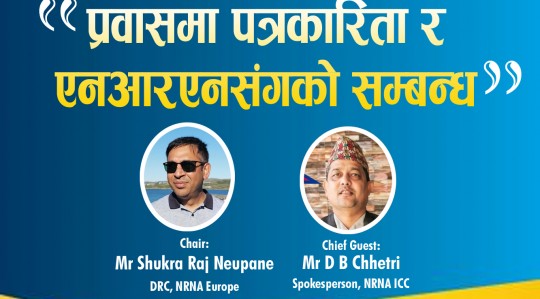 “प्रवासमा पत्रकारिता र
एनआरएनसंगको सम्बन्ध”
Chair:
Mr Shukra Raj Neupane
DRC, NRNA Europe
Chief Guest:
Mr D B Chhetri
Spokesperson, NRNA ICC